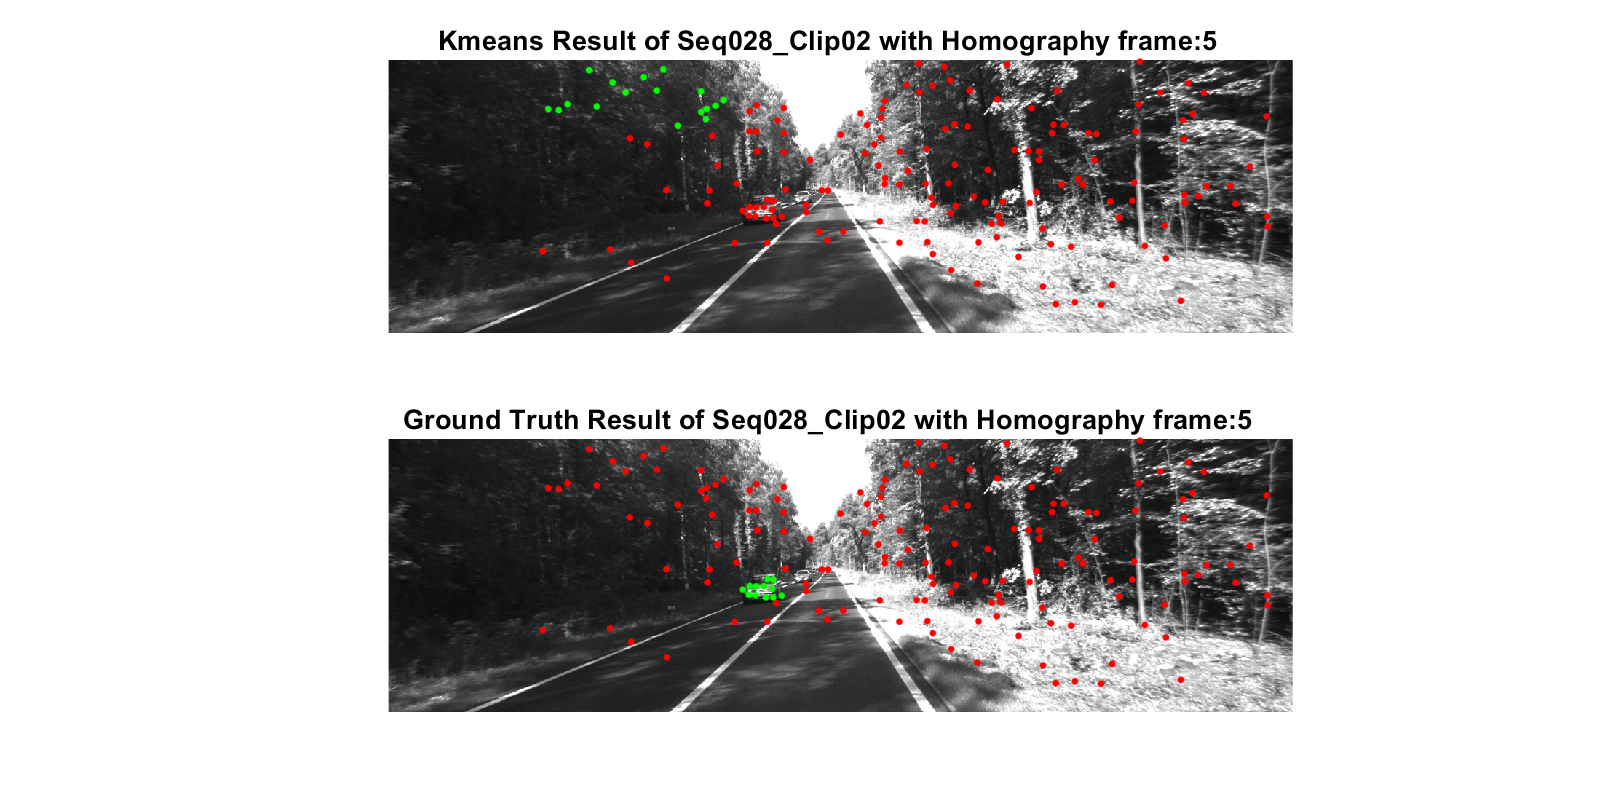 Kmeans Result of Seq028_Clip02 with Homography frame:5
Ground Truth Result of Seq028_Clip02 with Homography frame:5